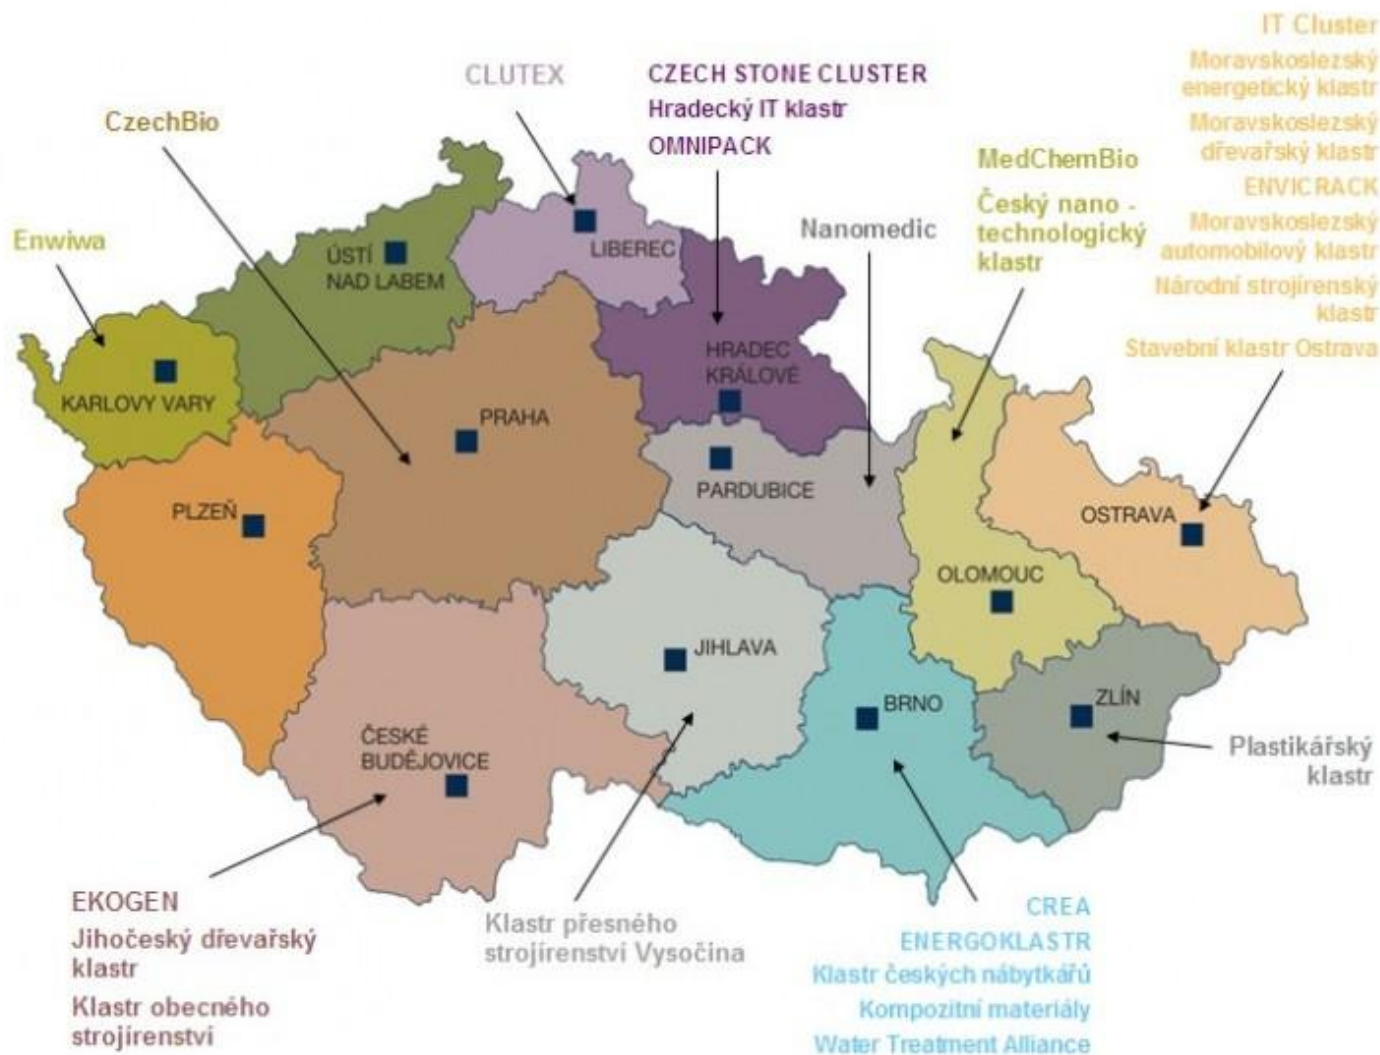 IT Cluster
CLUTEX
CZECH STONE CLUSTER
Moravskoslezský
energetický klastr
Hradecký IT klastr
CzechBio
Moravskoslezský
dřevařský klastr
OMNIPACK
MedChemBio
ENVICRACK
Český nano -
technologický
klastr
Nanomedic
Moravskoslezský
automobilový klastr
Enwiwa
Národní strojírenský
klastr
Stavební klastr Ostrava
ÚSTÍ
NAD LABEM
LIBEREC
HRADEC
KRÁLOVÉ
KARLOVY VARY
PRAHA
PARDUBICE
PLZEŇ
OSTRAVA
OLOMOUC
JIHLAVA
BRNO
ZLÍN
ČESKÉ
BUDĚJOVICE
Plastikářský
klastr
EKOGEN
Jihočeský dřevařský
klastr
Klastr obecného
strojírenství
Klastr přesného
strojírenství Vysočina
CREA
ENERGOKLASTR
Klastr českých nábytkářů
Kompozitní materiály
Water Treatment Alliance